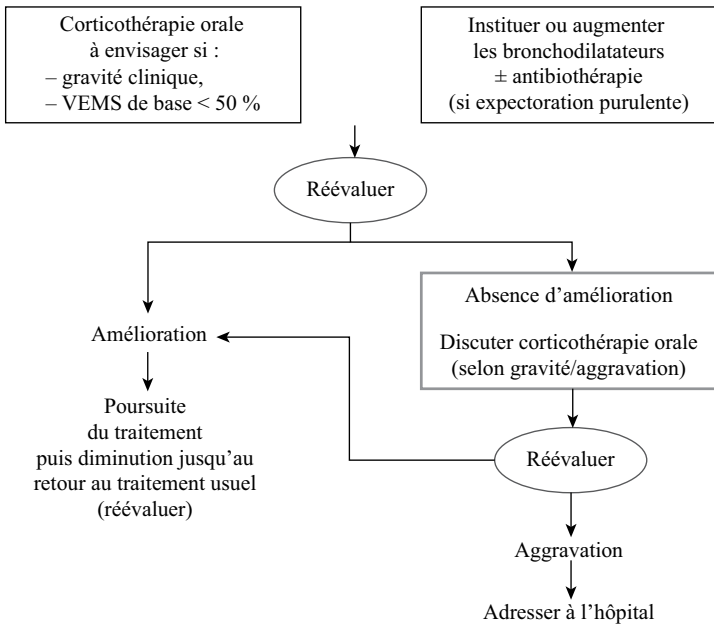 Corticothérapie orale
à envisager si :
– gravité clinique,
– VEMS de base < 50 %
Instituer ou augmenter
les bronchodilatateurs
± antibiothérapie
(si expectoration purulente)
Réévaluer
Amélioration
Poursuite
du traitement
puis diminution jusqu’au
retour au traitement usuel
(réévaluer)
Absence d’amélioration
Discuter corticothérapie orale
(selon gravité/aggravation)
Réévaluer
Aggravation
Adresser à l’hôpital